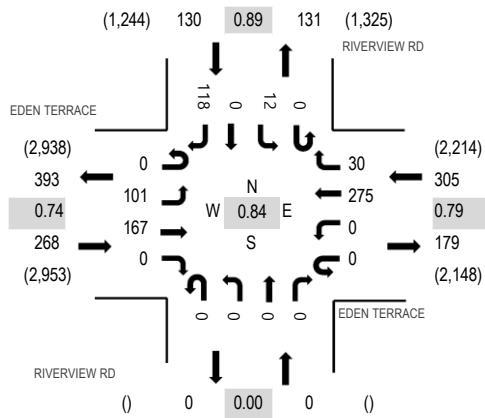 (1,244) 130 0.89 131 (1,325)
RIVERVIEW RD
118 0 12 0
EDEN TERRACE
(2,938) (2,214)
393 0 30 305
101 N 275
0.74 W 0.84 E 0.79
167 S 0
268 0 0 179
(2,953) (2,148)
0 0 0 0
EDEN TERRACE
RIVERVIEW RD
() 0 0.00 0 ()